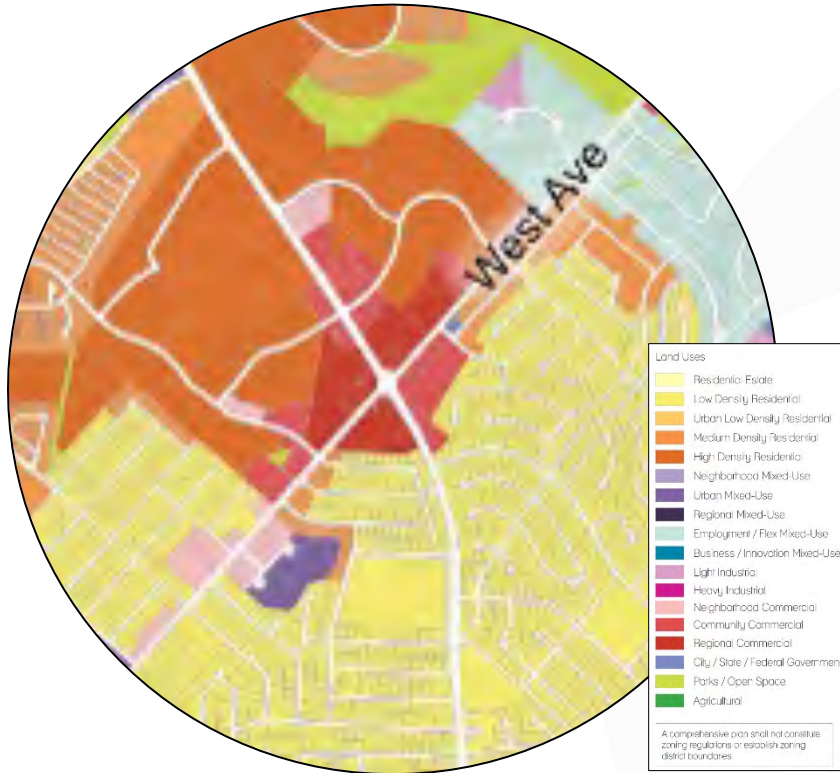 West Ave
Land Uses
Residential Estate
Low Density Residential
Urban Low Density Residential
Medium Density Residential
High Density Residential
Neighborhood Mixed-Use
Urban Mixed-Use
Regional Mixed-Use
Employment / Flex Mixed-Use
Business / Innovation Mixed-Use
Light Industrial
Heavy Industrial
Neighborhood Commercial
Community Commercial
Regional Commercial
City / State / Federal Governmen
Parks / Open Space
Agricultural
A comprehensive plan shall not constitute
zoning regulations or establish zoning
district boundaries.